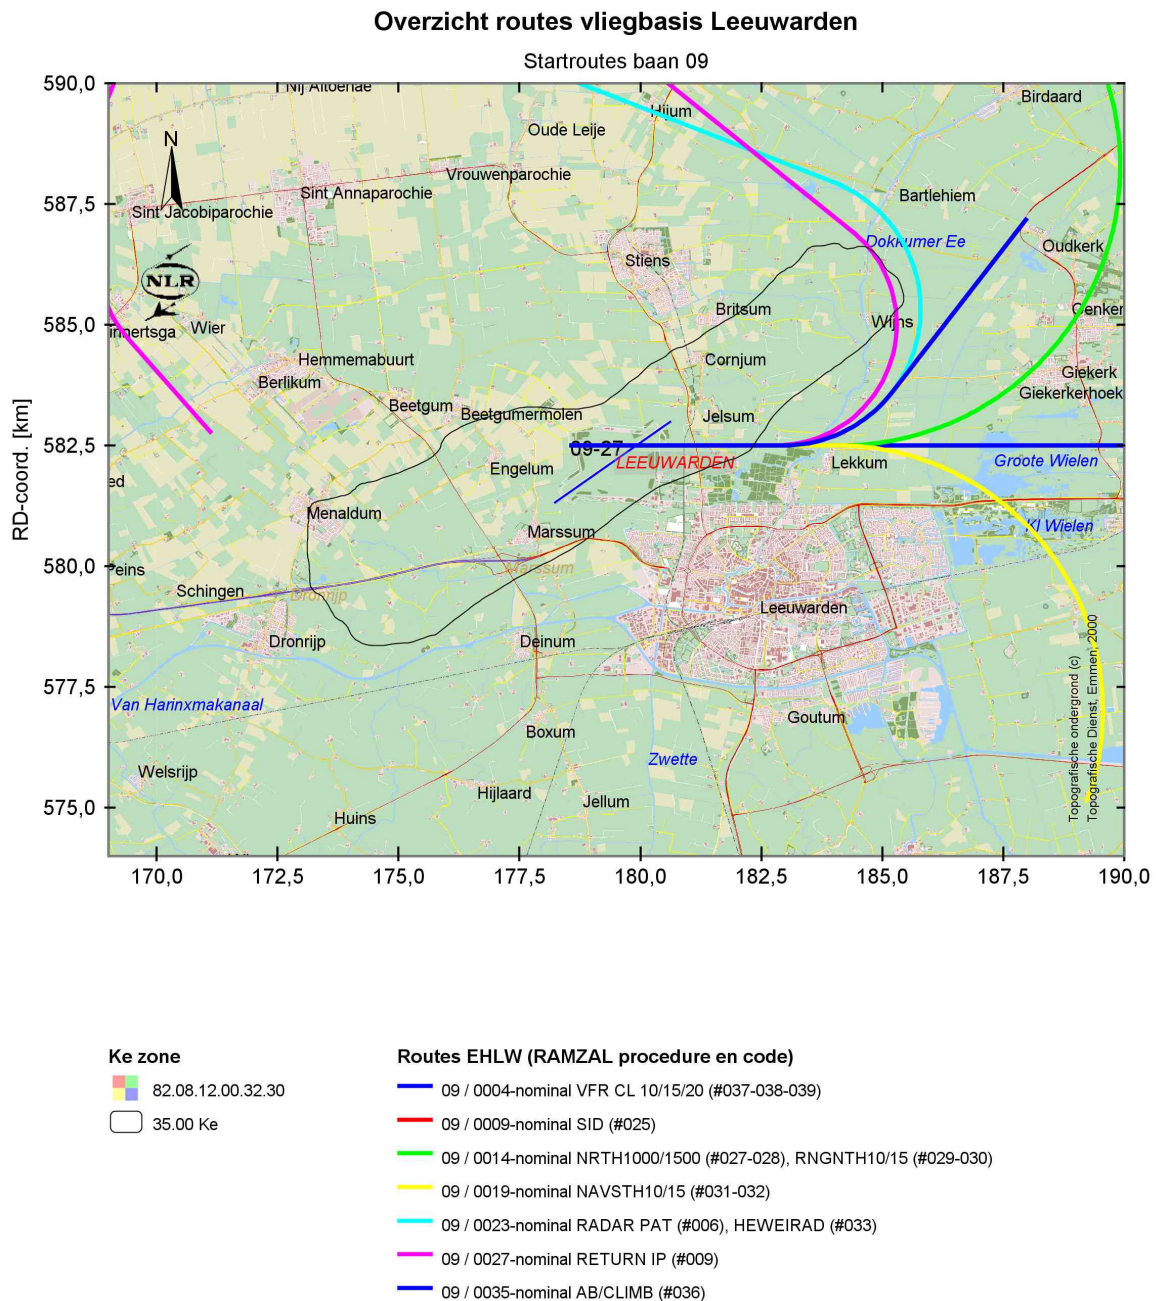 Overzicht routes vliegbasis Leeuwarden
Startroutes baan 09
590,0
587,5
585,0
582,5
580,0
577,5
575,0
RD-coord. [km]
N
NLR
Nij Altoenae
Hijum
Birdaard
Oude Leije
Vrouwenparochie
Sint Annaparochie
Bartlehiem
Sint Jacobiparochie
Dokkumer Ee
Oudkerk
Stiens
Britsum
Wijns
Wier
Hemmemabuurt
Cornjum
Giekerk
Berlikum
Giekerkerhoek
Beetgum
Beetgumermolen
Jelsum
09-27
LEEUWARDEN
Engelum
Lekkum
Groote Wielen
ed
Menaldum
Marssum
Kl Wielen
Marssum
Schingen
Dronrijp
Leeuwarden
Dronrijp
Deinum
Van Harinxmakanaal
Goutum
Boxum
Zwette
Welsrijp
Hijlaard
Jellum
Huins
Topografische ondergrond (c)
Topografische Dienst, Emmen, 2000
170,0
172,5
175,0
177,5
180,0
182,5
185,0
187,5
190,0
Ke zone
82.08.12.00.32.30
35.00 Ke
Routes EHLW (RAMZAL procedure en code)
09 / 0004-nominal VFR CL 10/15/20 (#037-038-039)
09 / 0009-nominal SID (#025)
09 / 0014-nominal NRTH1000/1500 (#027-028), RNGNTH10/15 (#029-030)
09 / 0019-nominal NAVSTH10/15 (#031-032)
09 / 0023-nominal RADAR PAT (#006), HEWEIRAD (#033)
09 / 0027-nominal RETURN IP (#009)
09 / 0035-nominal AB/CLIMB (#036)